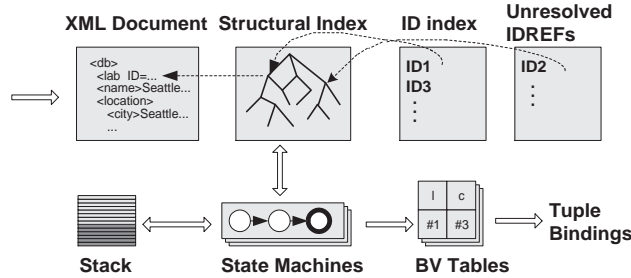 XML Document
Structural Index
ID index
Unresolved
IDREFs
<db>
<lab ID=...
<name>Seattle...
<location>
<city>Seattle...
...
ID1
ID3
ID2
l c
#1 #3
Tuple
Bindings
Stack
State Machines
BV Tables